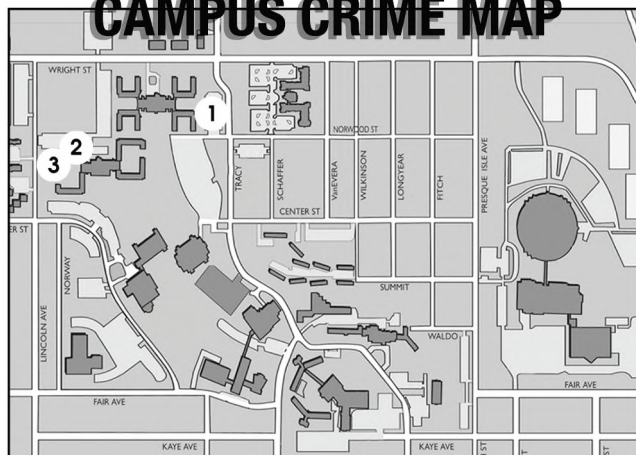 CAMPUS CRIME MAP
WRIGHT ST
1
NORWOOD ST
2
3
TRACY
SCHAFFER
VanEVERA
WILKINSON
LONGYEAR
FITCH
PRESQUE ISLE AVE
CENTER ST
ER ST
NORWAY
LINCOLN AVE
SUMMIT
WALDO
FAIR AVE
FAIR AVE
KAYE AVE
KAYE AVE
ST